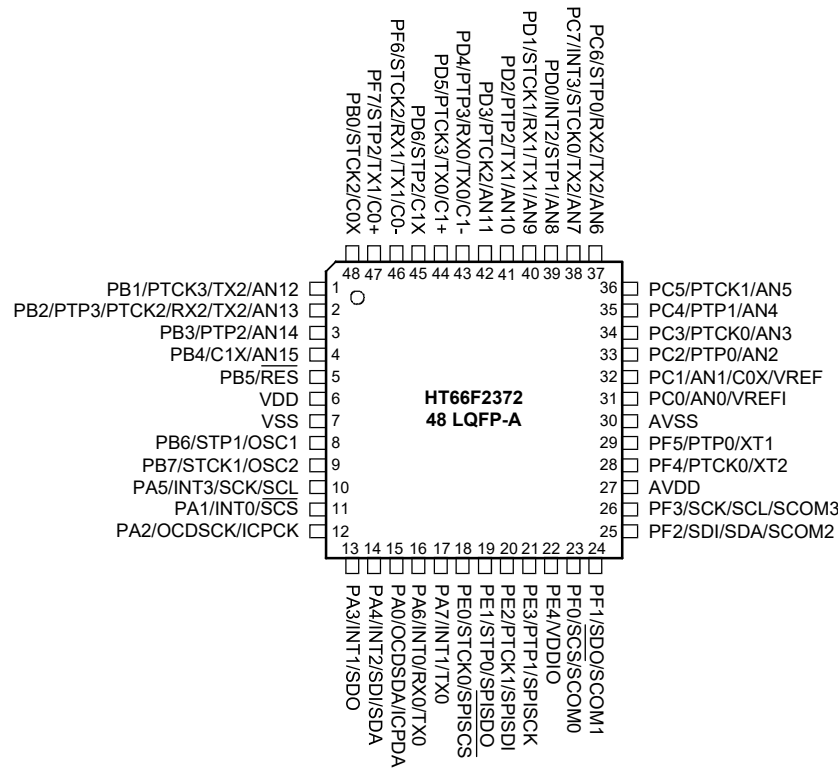 PB0/STCK2/C0X
PF7/STP2/TX1/C0+
PF6/STCK2/RX1/TX1/C0-
PD6/STP2/C1X
PD5/PTCK3/TX0/C1+
PD4/PTP3/RX0/TX0/C1-
PD3/PTCK2/AN11
PD2/PTP2/TX1/AN10
PD1/STCK1/RX1/TX1/AN9
PD0/INT2/STP1/AN8
PC7/INT3/STCK0/TX2/AN7
PC6/STP0/RX2/TX2/AN6
48 47 46 45 44 43 42 41 40 39 38 37
PB1/PTCK3/TX2/AN12 1
PB2/PTP3/PTCK2/RX2/TX2/AN13 2
PB3/PTP2/AN14 3
PB4/C1X/AN15 4
PB5/RES 5
VDD 6
VSS 7
PB6/STP1/OSC1 8
PB7/STCK1/OSC2 9
PA5/INT3/SCK/SCL 10
PA1/INT0/SCS 11
PA2/OCDSCK/ICPCK 12
HT66F2372
48 LQFP-A
36 PC5/PTCK1/AN5
35 PC4/PTP1/AN4
34 PC3/PTCK0/AN3
33 PC2/PTP0/AN2
32 PC1/AN1/C0X/VREF
31 PC0/AN0/VREFI
30 AVSS
29 PF5/PTP0/XT1
28 PF4/PTCK0/XT2
27 AVDD
26 PF3/SCK/SCL/SCOM3
25 PF2/SDI/SDA/SCOM2
13 14 15 16 17 18 19 20 21 22 23 24
PA3/INT1/SDO
PA4/INT2/SDI/SDA
PA0/OCDSDA/ICPDA
PA6/INT0/RX0/TX0
PA7/INT1/TX0
PE0/STCK0/SPISCS
PE1/STP0/SPISDO
PE2/PTCK1/SPISDI
PE3/PTP1/SPISCK
PE4/VDDIO
PF0/SCS/SCOM0
PF1/SDO/SCOM1